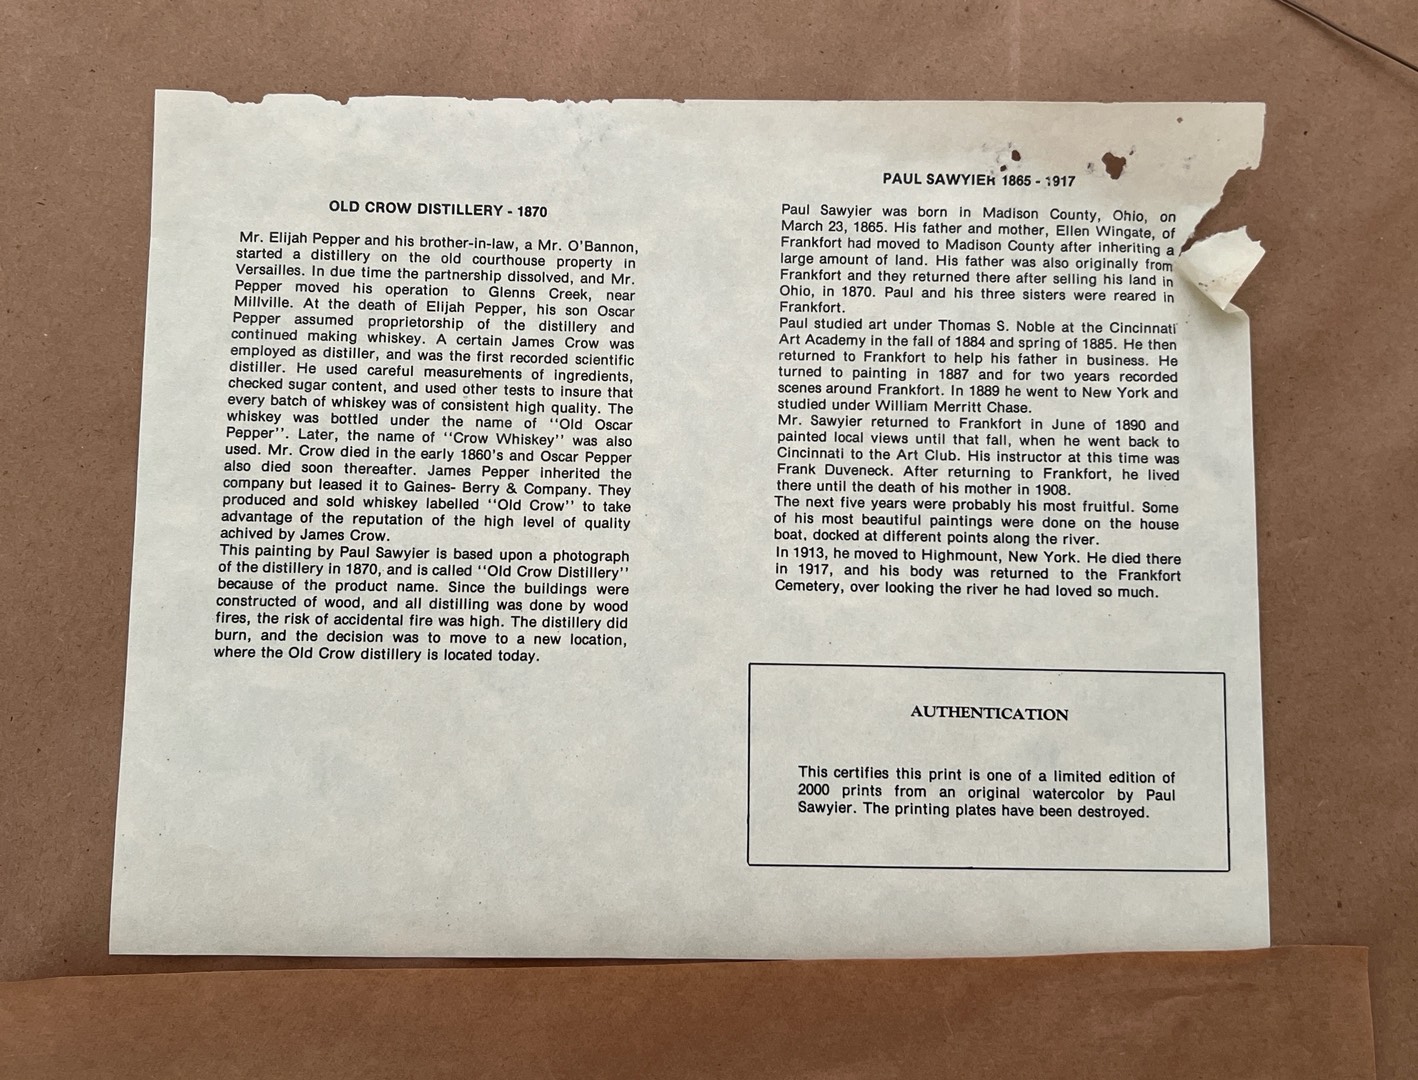 OLD CROW DISTILLERY - 1870
Mr. Elijah Pepper and his brother-in-law, a Mr. O'Bannon,
started a distillery on the old courthouse property in
Versailles. In due time the partnership dissolved, and Mr.
Pepper moved his operation to Glenns Creek, near
Millville. At the death of Elijah Pepper, his son Oscar
Pepper assumed proprietorship of the distillery and
continued making whiskey. A certain James Crow was
employed as distiller, and was the first recorded scientific
distiller. He used careful measurements of ingredients,
checked sugar content, and used other tests to insure that
every batch of whiskey was of consistent high quality. The
whiskey was bottled under the name of ''Old Oscar
Pepper''. Later, the name of ''Crow Whiskey'' was also
used. Mr. Crow died in the early 1860's and Oscar Pepper
also died soon thereafter. James Pepper inherited the
company but leased it to Gaines- Berry & Company. They
produced and sold whiskey labelled ''Old Crow'' to take
advantage of the reputation of the high level of quality
achived by James Crow.
This painting by Paul Sawyier is based upon a photograph
of the distillery in 1870, and is called ''Old Crow Distillery''
because of the product name. Since the buildings were
constructed of wood, and all distilling was done by wood
fires, the risk of accidental fire was high. The distillery did
burn, and the decision was to move to a new location,
where the Old Crow distillery is located today.
PAUL SAWYIER 1865 - 1917
Paul Sawyier was born in Madison County, Ohio, on
March 23, 1865. His father and mother, Ellen Wingate, of
Frankfort had moved to Madison County after inheriting a
large amount of land. His father was also originally from
Frankfort and they returned there after selling his land in
Ohio, in 1870. Paul and his three sisters were reared in
Frankfort.
Paul studied art under Thomas S. Noble at the Cincinnati
Art Academy in the fall of 1884 and spring of 1885. He then
returned to Frankfort to help his father in business. He
turned to painting in 1887 and for two years recorded
scenes around Frankfort. In 1889 he went to New York and
studied under William Merritt Chase.
Mr. Sawyier returned to Frankfort in June of 1890 and
painted local views until that fall, when he went back to
Cincinnati to the Art Club. His instructor at this time was
Frank Duveneck. After returning to Frankfort, he lived
there until the death of his mother in 1908.
The next five years were probably his most fruitful. Some
of his most beautiful paintings were done on the house
boat, docked at different points along the river.
In 1913, he moved to Highmount, New York. He died there
in 1917, and his body was returned to the Frankfort
Cemetery, over looking the river he had loved so much.
AUTHENTICATION
This certifies this print is one of a limited edition of
2000 prints from an original watercolor by Paul
Sawyier. The printing plates have been destroyed.